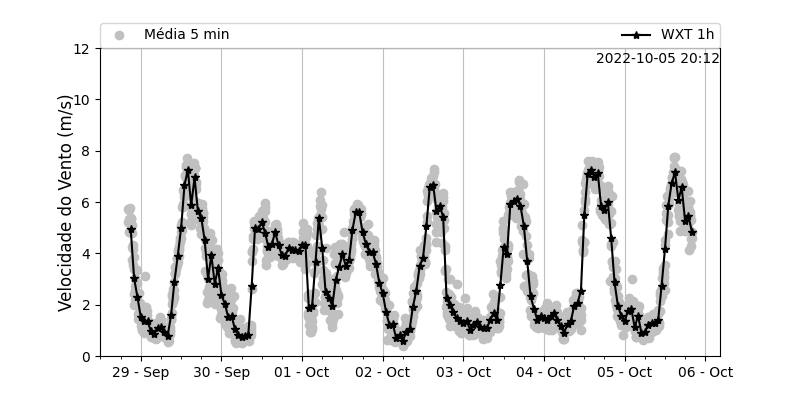 Média 5 min
WXT 1h
2022-10-05 20:12
Velocidade do Vento (m/s)
12
10
8
6
4
2
0
29 - Sep
30 - Sep
01 - Oct
02 - Oct
03 - Oct
04 - Oct
05 - Oct
06 - Oct